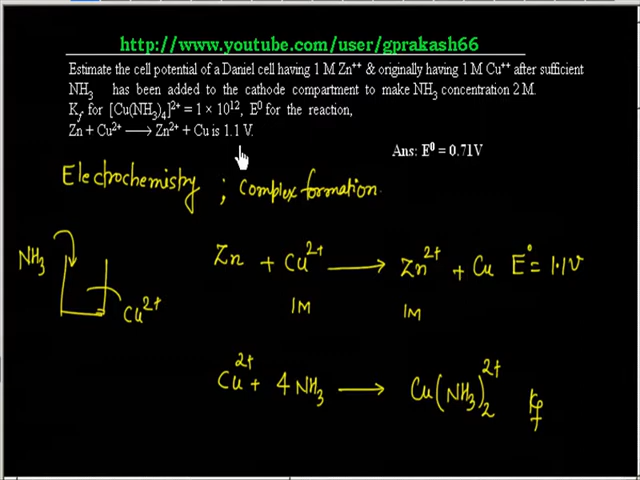 http://www.youtube.com/user/gprakash66
Estimate the cell potential of a Daniel cell having 1 M Zn⁺⁺ & originally having 1 M Cu⁺⁺ after sufficient
NH₃ has been added to the cathode compartment to make NH₃ concentration 2 M.
K_f for [Cu(NH₃)₄]²⁺ = 1 × 10¹², E⁰ for the reaction,
Zn + Cu²⁺ ⟶ Zn²⁺ + Cu is 1.1 V.
Ans: E⁰ = 0.71V
Electrochemistry ; Complex formation
NH₃
Cu²⁺
Zn + Cu²⁺ ⟶ Zn²⁺ + Cu E° = 1.1V
1M 1M
Cu²⁺ + 4NH₃ ⟶ Cu(NH₃)₂²⁺ Kf